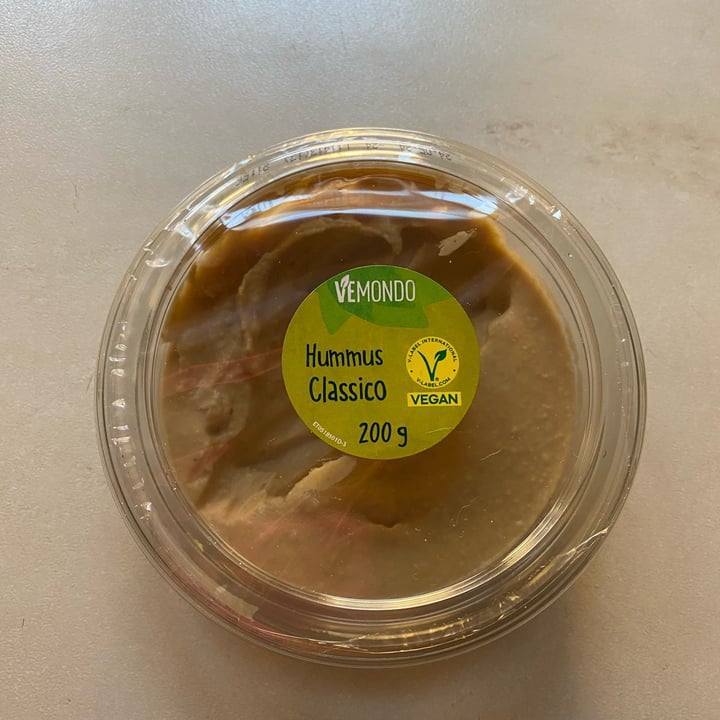 VEMONDO
Hummus
Classico
V-LABEL INTERNATIONAL
V-LABEL.COM
VEGAN
200 g